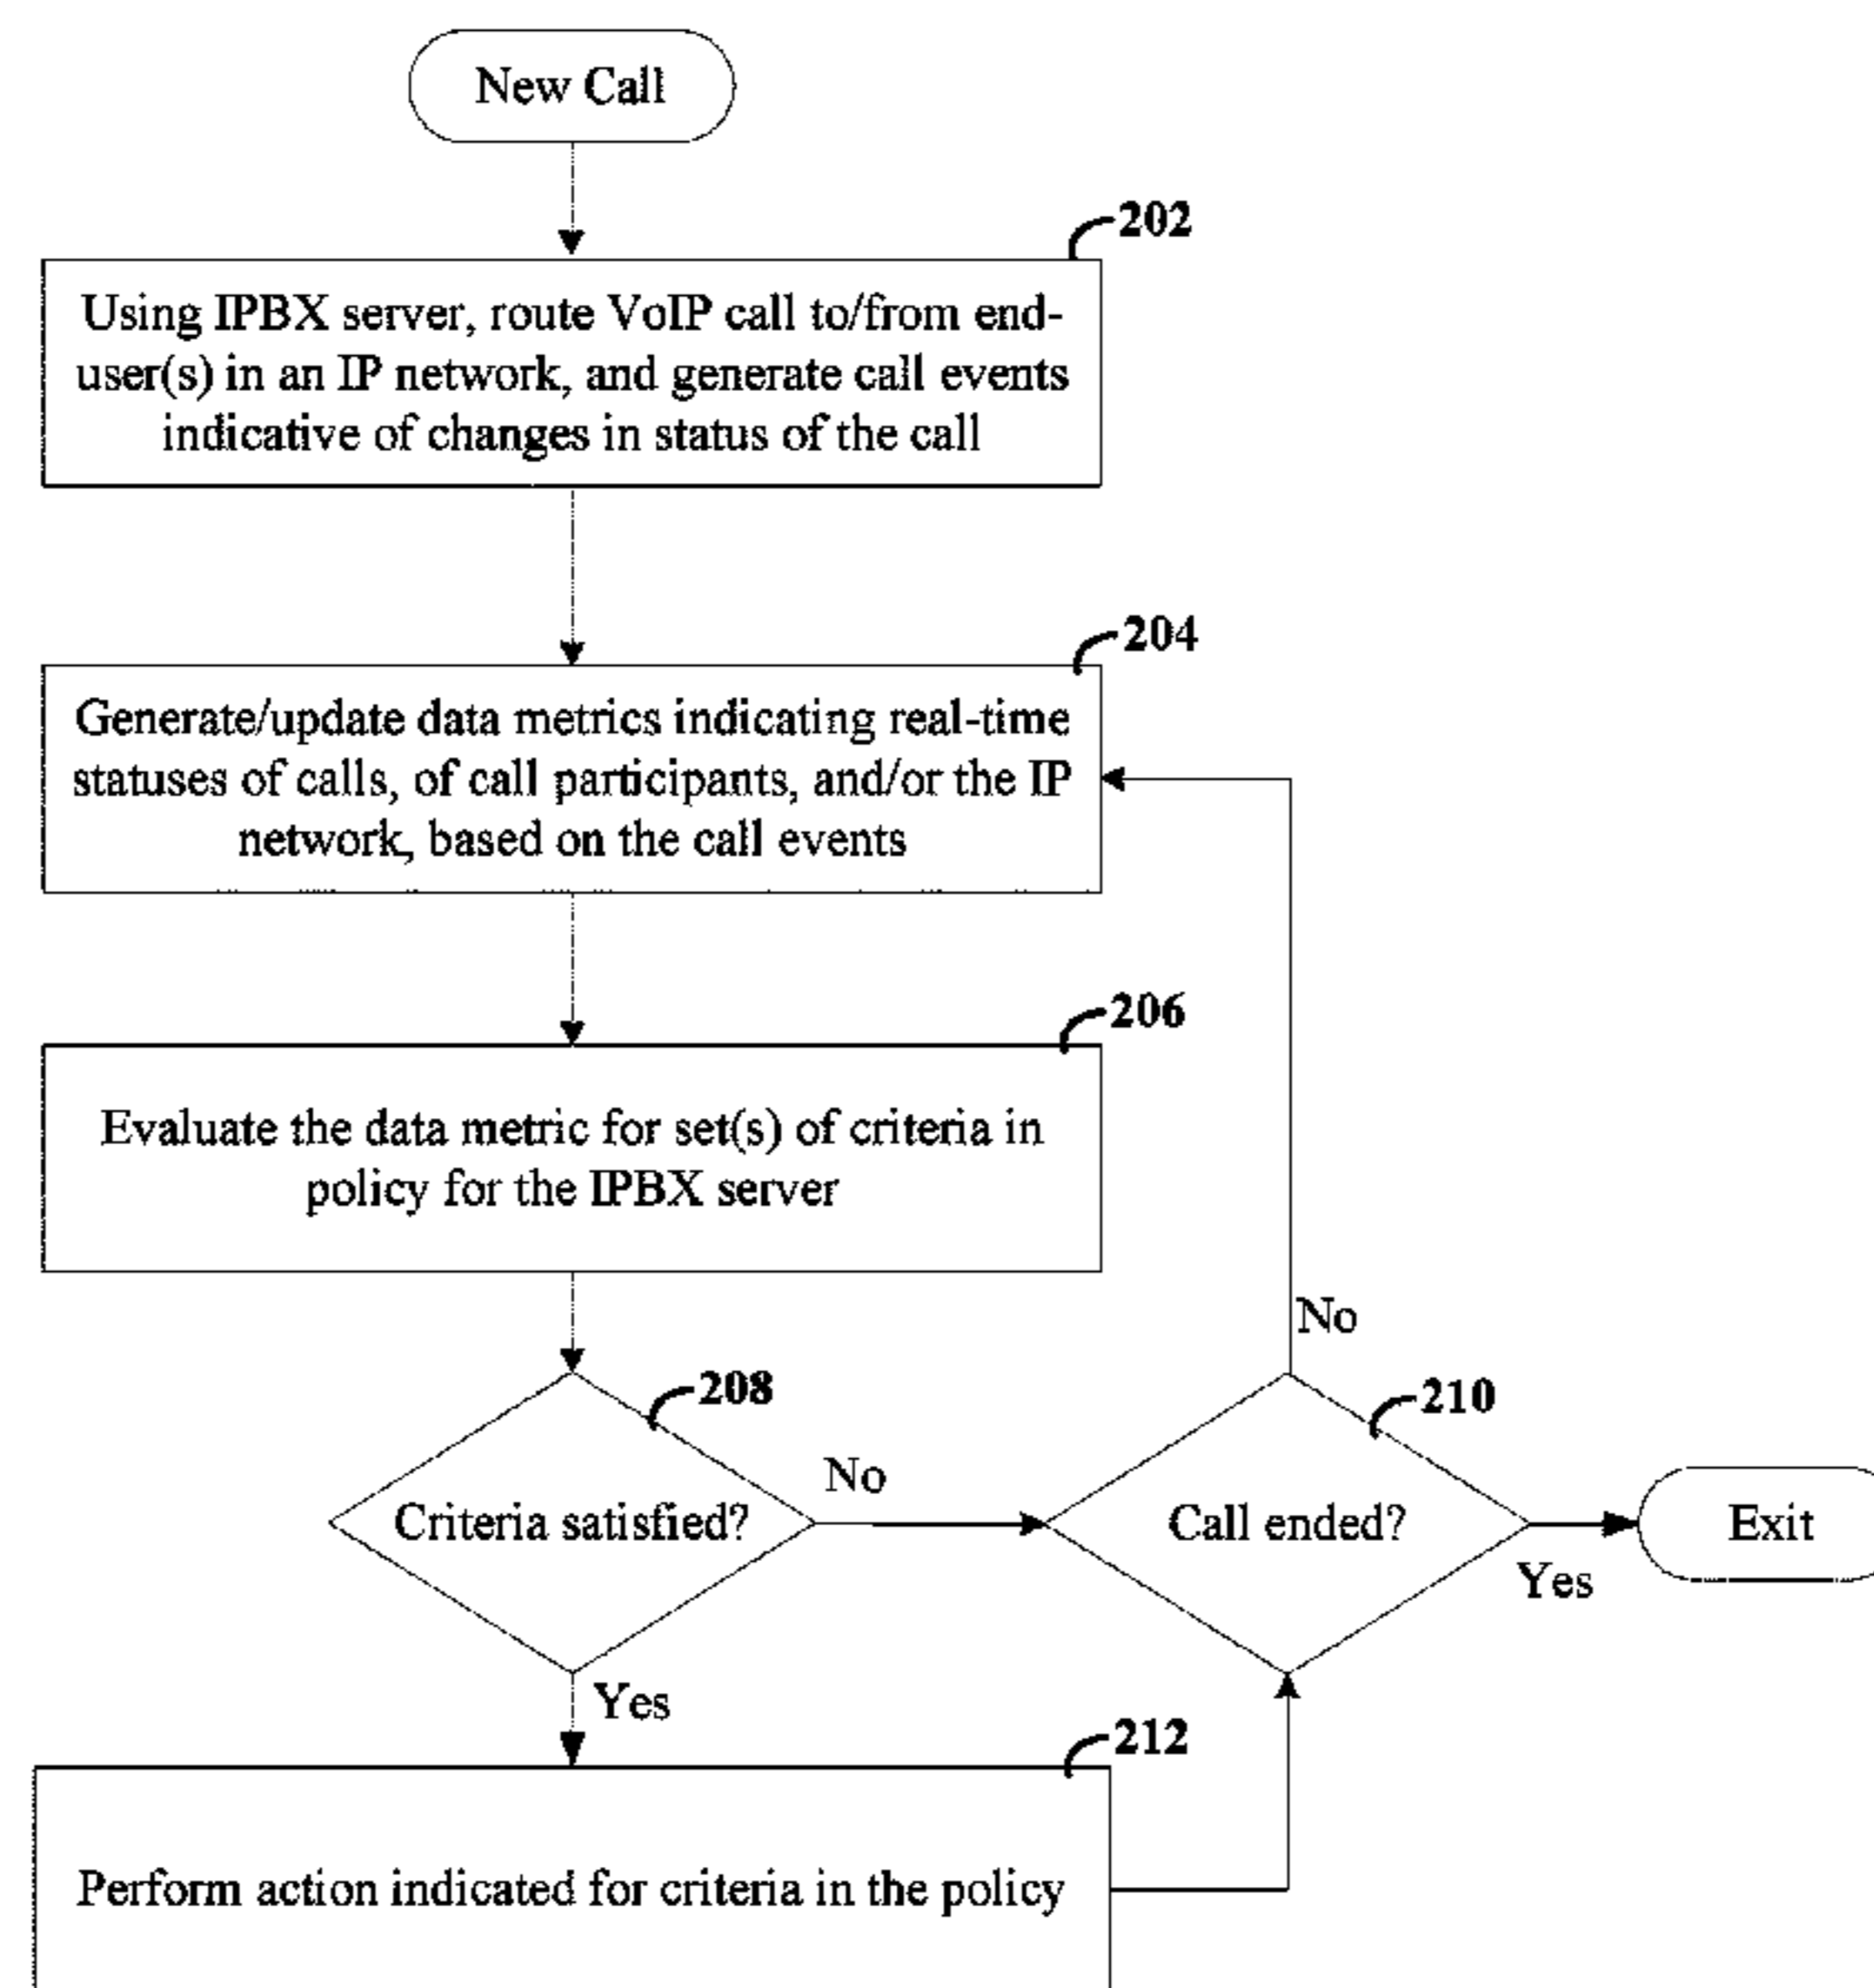 New Call
202
Using IPBX server, route VoIP call to/from end-
user(s) in an IP network, and generate call events
indicative of changes in status of the call
204
Generate/update data metrics indicating real-time
statuses of calls, of call participants, and/or the IP
network, based on the call events
206
Evaluate the data metric for set(s) of criteria in
policy for the IPBX server
No
208
210
No
Criteria satisfied?
Call ended?
Exit
Yes
Yes
212
Perform action indicated for criteria in the policy